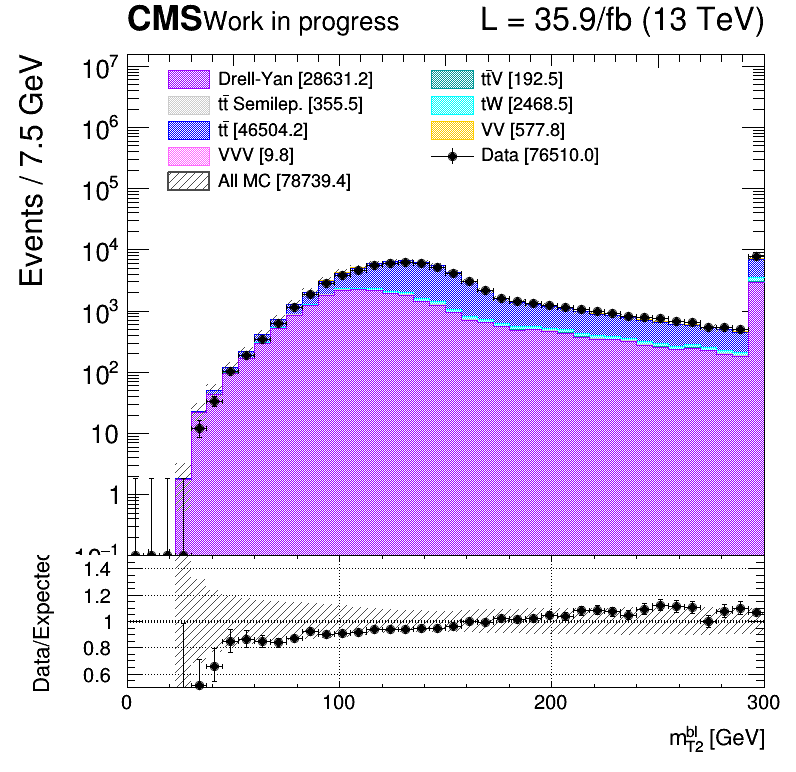 CMS Work in progress L = 35.9/fb (13 TeV)
Events / 7.5 GeV
10⁷
10⁶
10⁵
10⁴
10³
10²
10
1
10⁻¹
Drell-Yan [28631.2]
tt̄ Semilep. [355.5]
tt̄ [46504.2]
VVV [9.8]
All MC [78739.4]
tt̄V [192.5]
tW [2468.5]
VV [577.8]
Data [76510.0]
Data/Expected
1.4
1.2
1
0.8
0.6
0 100 200 300
m_{T2}^{bl} [GeV]